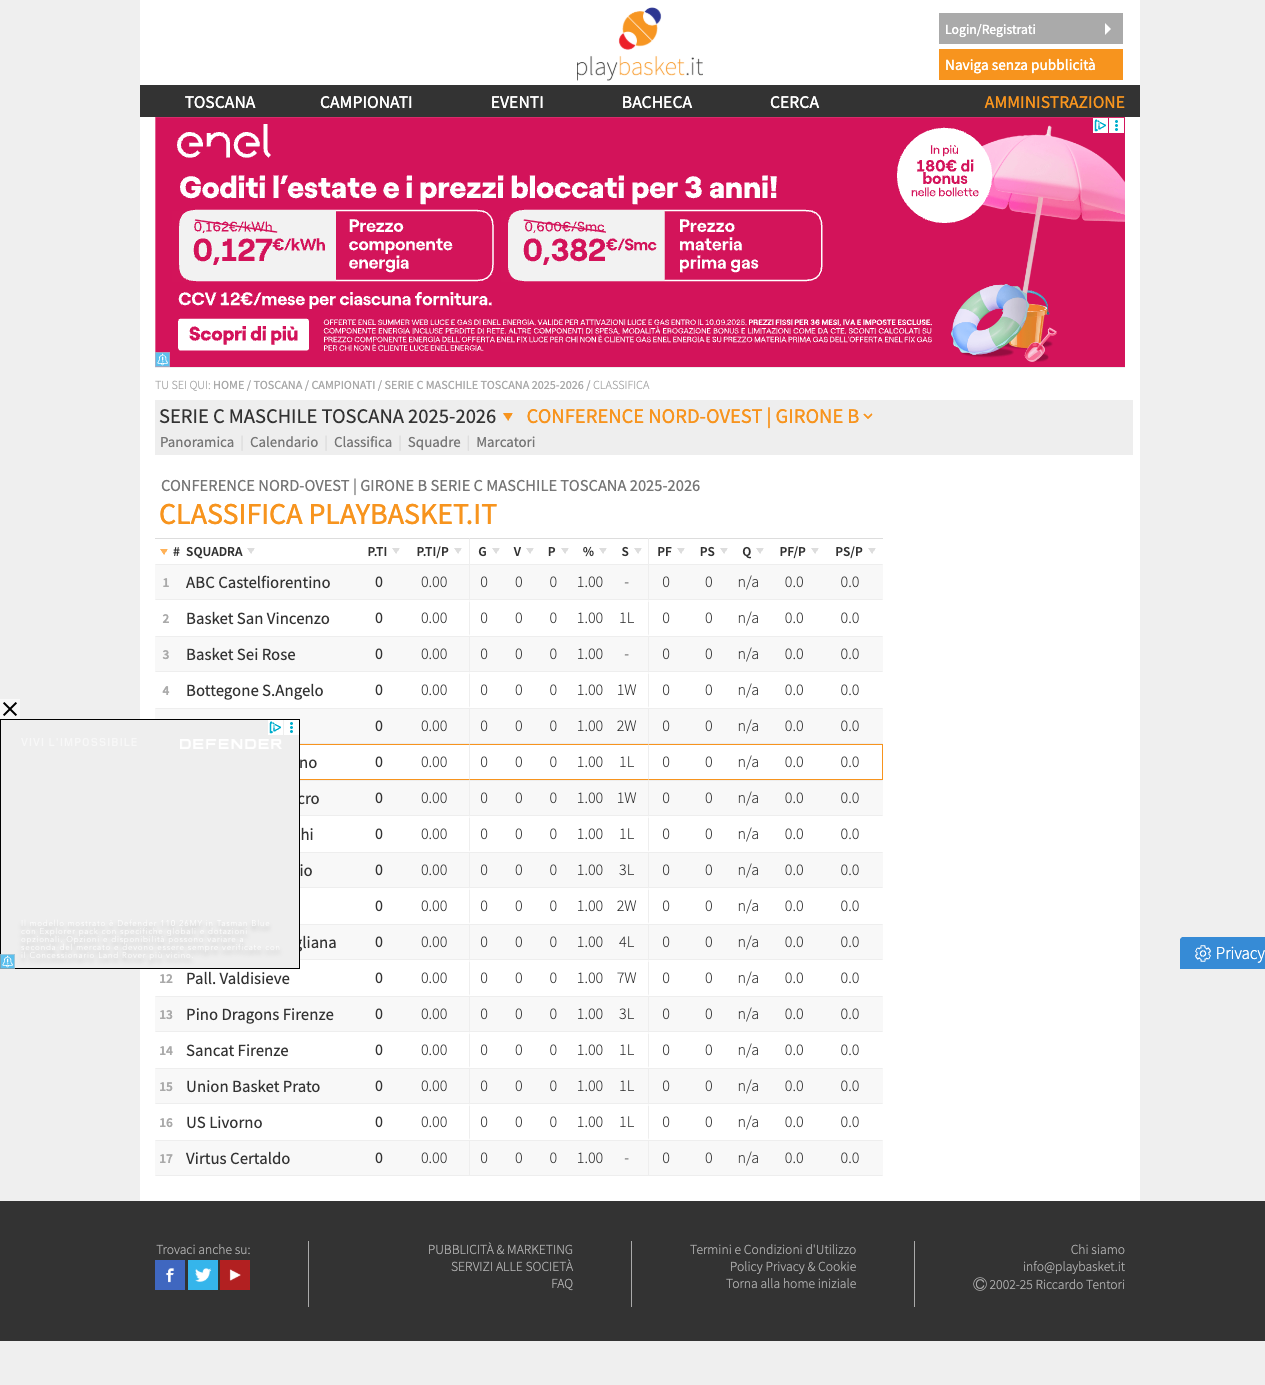 playbasket.it
Login/Registrati
Naviga senza pubblicità
TOSCANA CAMPIONATI EVENTI BACHECA CERCA AMMINISTRAZIONE
enel
Goditi l'estate e i prezzi bloccati per 3 anni!
In più
180€ di
bonus
nelle bollette
0,162€/kWh
0,127€/kWh
Prezzo
componente
energia
0,600€/Smc
0,382€/Smc
Prezzo
materia
prima gas
CCV 12€/mese per ciascuna fornitura.
Scopri di più
OFFERTE ENEL SUMMER WEB LUCE E GAS DI ENEL ENERGIA. VALIDE PER ATTIVAZIONI LUCE E GAS ENTRO IL 10.09.2025. PREZZI FISSI PER 36 MESI, IVA E IMPOSTE ESCLUSE.
COMPONENTE ENERGIA INCLUSE PERDITE DI RETE. ALTRE COMPONENTI DI SPESA, MODALITÀ EROGAZIONE BONUS E LIMITAZIONI COME DA CTE. SCONTI CALCOLATI SU
PREZZO COMPONENTE ENERGIA DELL'OFFERTA ENEL FIX LUCE PER CHI NON È CLIENTE GAS ENEL ENERGIA E SU PREZZO MATERIA PRIMA GAS DELL'OFFERTA ENEL FIX GAS
PER CHI NON È CLIENTE LUCE ENEL ENERGIA.
TU SEI QUI: HOME / TOSCANA / CAMPIONATI / SERIE C MASCHILE TOSCANA 2025-2026 / CLASSIFICA
SERIE C MASCHILE TOSCANA 2025-2026 CONFERENCE NORD-OVEST | GIRONE B
Panoramica | Calendario | Classifica | Squadre | Marcatori
CONFERENCE NORD-OVEST | GIRONE B SERIE C MASCHILE TOSCANA 2025-2026
CLASSIFICA PLAYBASKET.IT
# SQUADRA P.TI P.TI/P G V P % S PF PS Q PF/P PS/P
1 ABC Castelfiorentino 0 0.00 0 0 0 1.00 - 0 0 n/a 0.0 0.0
2 Basket San Vincenzo 0 0.00 0 0 0 1.00 1L 0 0 n/a 0.0 0.0
3 Basket Sei Rose 0 0.00 0 0 0 1.00 - 0 0 n/a 0.0 0.0
4 Bottegone S.Angelo 0 0.00 0 0 0 1.00 1W 0 0 n/a 0.0 0.0
0 0.00 0 0 0 1.00 2W 0 0 n/a 0.0 0.0
VIVI L'IMPOSSIBILE DEFENDER
no 0 0.00 0 0 0 1.00 1L 0 0 n/a 0.0 0.0
cro 0 0.00 0 0 0 1.00 1W 0 0 n/a 0.0 0.0
hi 0 0.00 0 0 0 1.00 1L 0 0 n/a 0.0 0.0
io 0 0.00 0 0 0 1.00 3L 0 0 n/a 0.0 0.0
0 0.00 0 0 0 1.00 2W 0 0 n/a 0.0 0.0
gliana 0 0.00 0 0 0 1.00 4L 0 0 n/a 0.0 0.0
Privacy
12 Pall. Valdisieve 0 0.00 0 0 0 1.00 7W 0 0 n/a 0.0 0.0
13 Pino Dragons Firenze 0 0.00 0 0 0 1.00 3L 0 0 n/a 0.0 0.0
14 Sancat Firenze 0 0.00 0 0 0 1.00 1L 0 0 n/a 0.0 0.0
15 Union Basket Prato 0 0.00 0 0 0 1.00 1L 0 0 n/a 0.0 0.0
16 US Livorno 0 0.00 0 0 0 1.00 1L 0 0 n/a 0.0 0.0
17 Virtus Certaldo 0 0.00 0 0 0 1.00 - 0 0 n/a 0.0 0.0
Trovaci anche su:
PUBBLICITÀ & MARKETING
SERVIZI ALLE SOCIETÀ
FAQ
Termini e Condizioni d'Utilizzo
Policy Privacy & Cookie
Torna alla home iniziale
Chi siamo
info@playbasket.it
© 2002-25 Riccardo Tentori